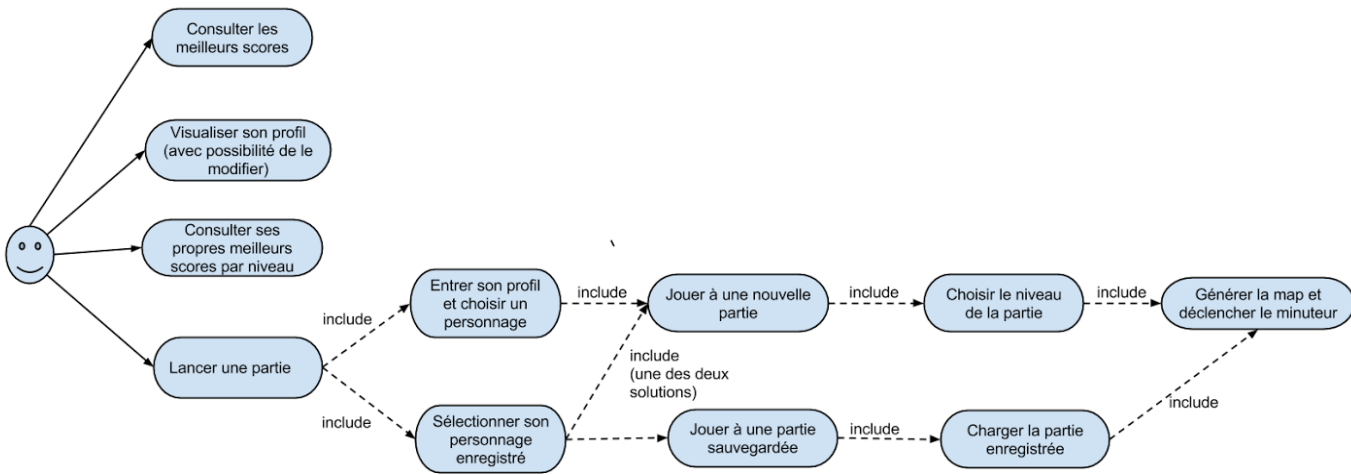 Consulter les
meilleurs scores
Visualiser son profil
(avec possibilité de le
modifier)
Consulter ses
propres meilleurs
scores par niveau
Lancer une partie
include
include
Entrer son profil
et choisir un
personnage
Sélectionner son
personnage
enregistré
include
include
(une des deux
solutions)
Jouer à une nouvelle
partie
Jouer à une partie
sauvegardée
include
include
Choisir le niveau
de la partie
Charger la partie
enregistrée
include
include
Générer la map et
déclencher le minuteur